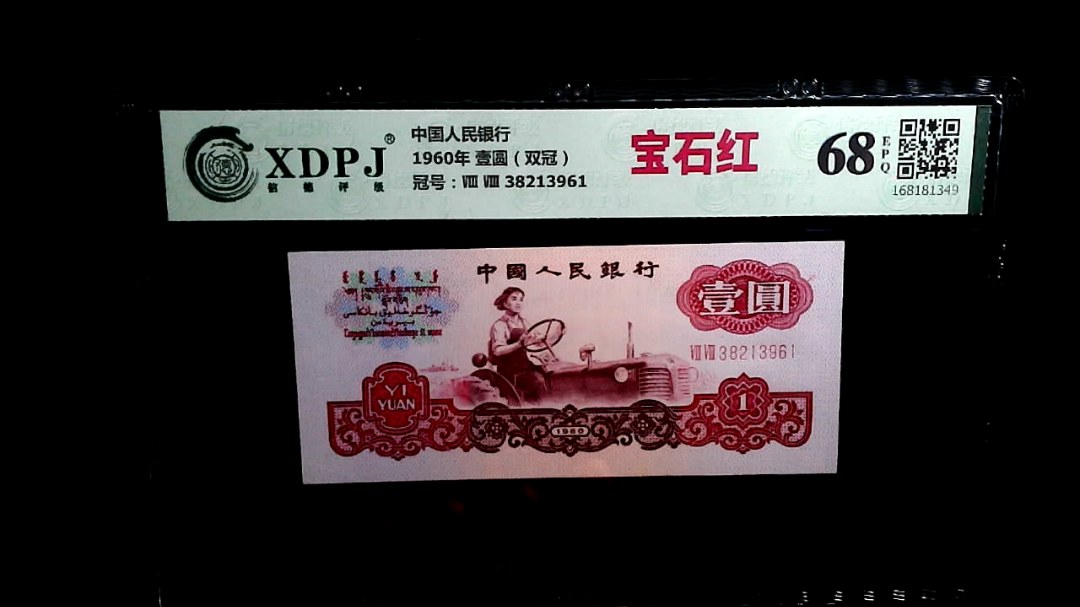 XDPJ®
信德评级
中国人民银行
1960年 壹圆（双冠）
冠号：Ⅷ Ⅷ 38213961
宝石红
68
EPQ
168181349
中國人民銀行
壹圓
Ⅷ Ⅷ 38213961
YI
YUAN
1960
1